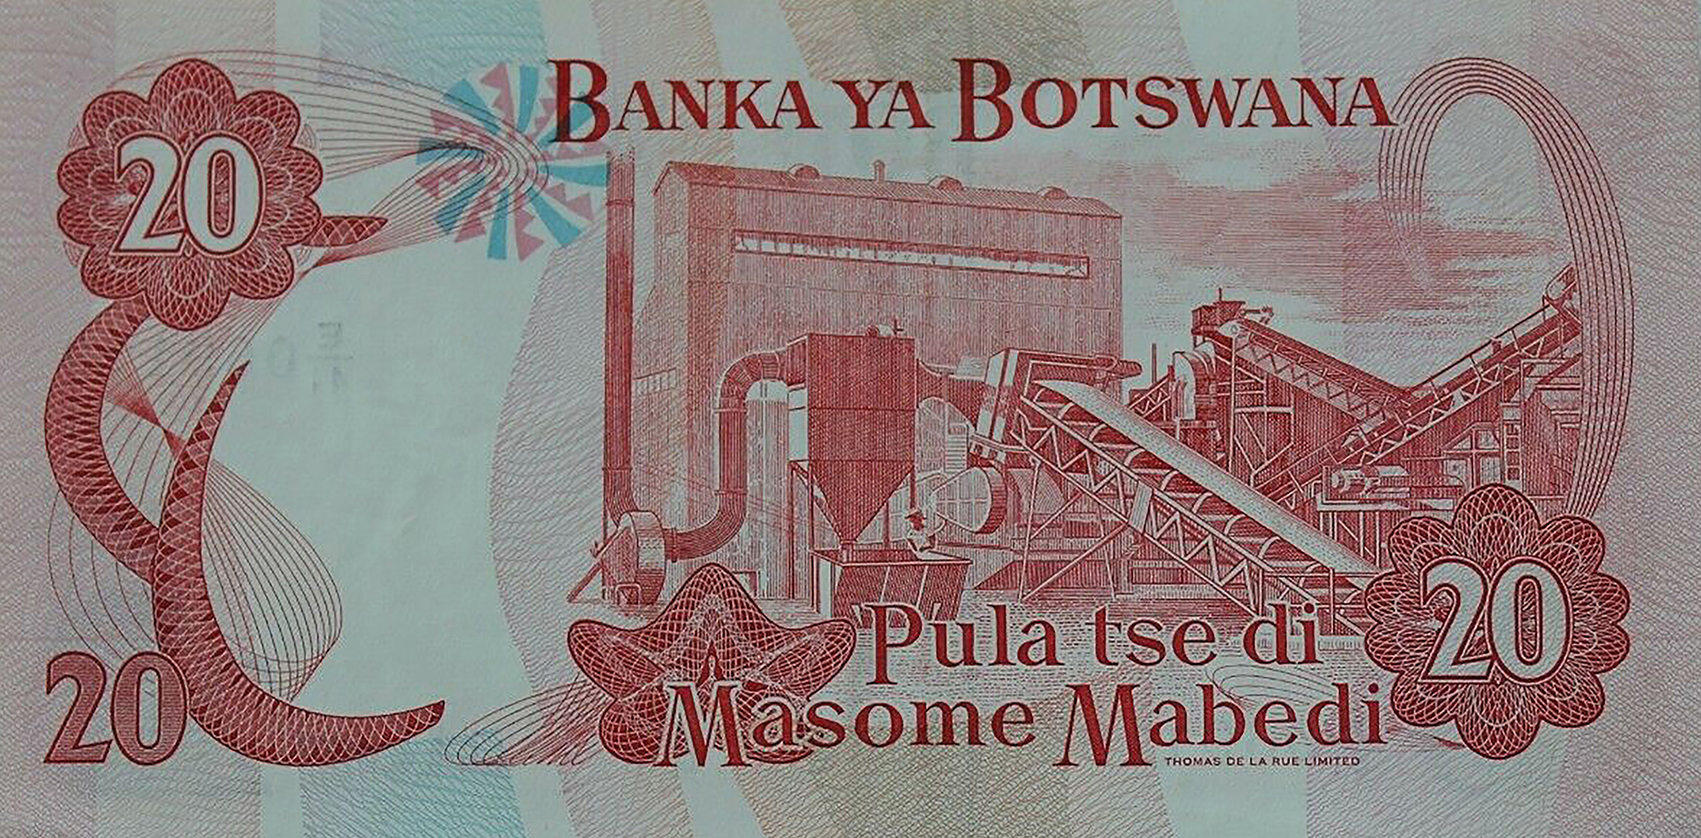 BANKA YA BOTSWANA
20
Pula tse di
Masome Mabedi
20
20
THOMAS DE LA RUE LIMITED